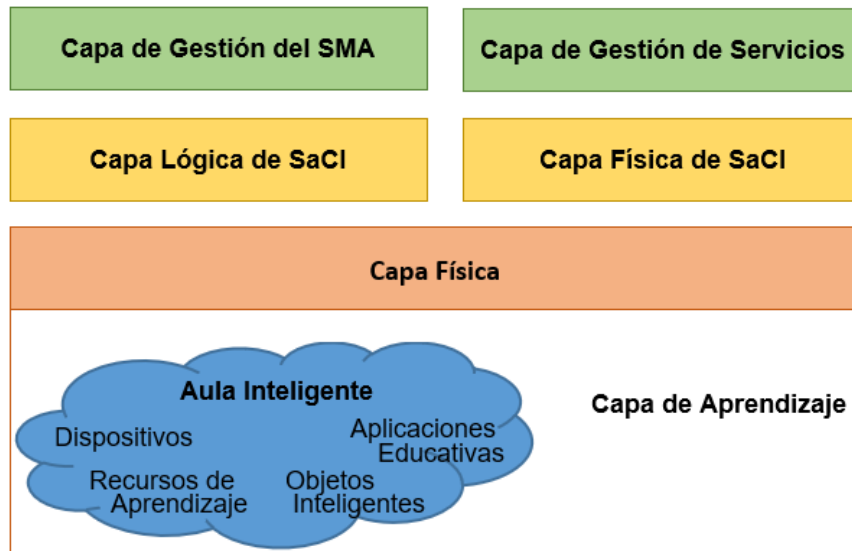 Capa de Gestión del SMA
Capa de Gestión de Servicios
Capa Lógica de SaCI
Capa Física de SaCI
Capa Física
Aula Inteligente
Capa de Aprendizaje
Dispositivos
Aplicaciones
Educativas
Recursos de
Aprendizaje
Objetos
Inteligentes